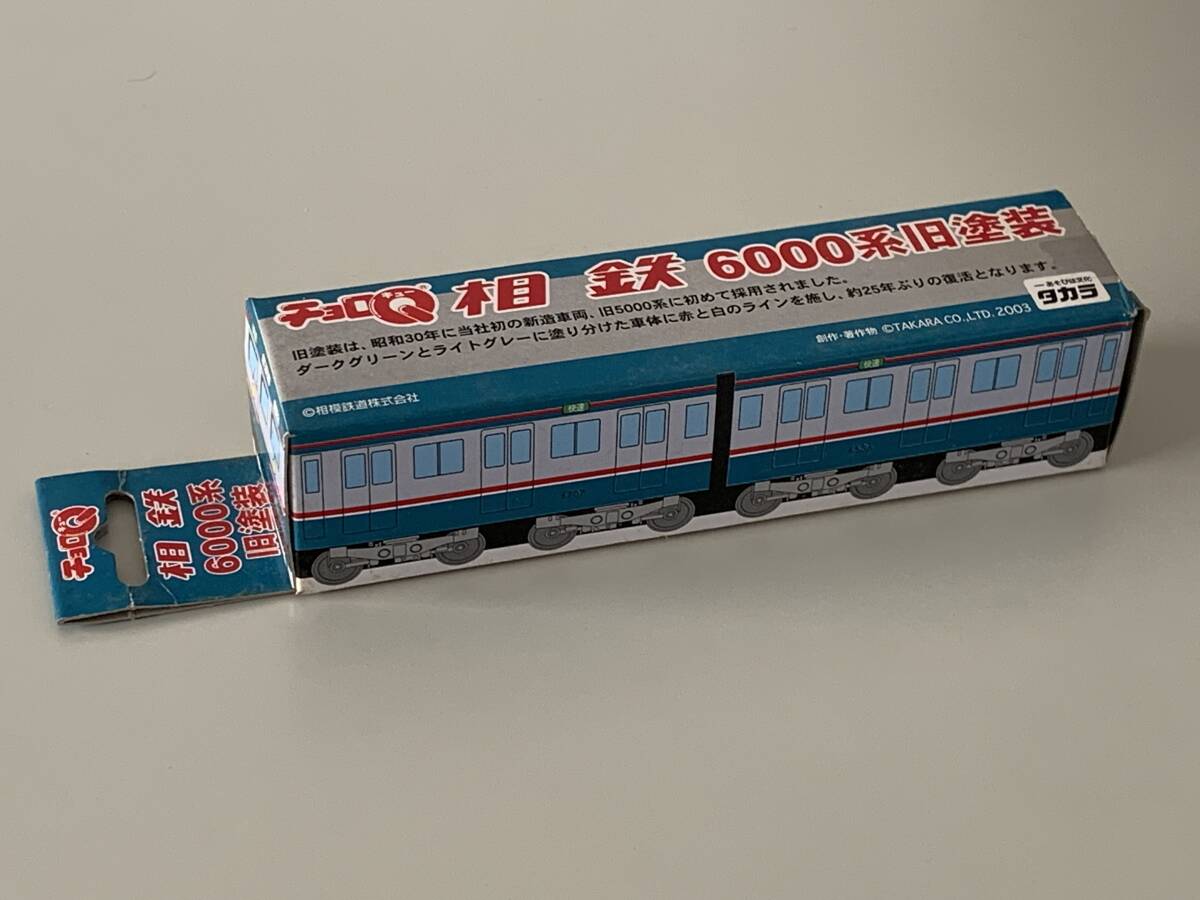 チョロQ キュー 相鉄 6000系旧塗装
旧塗装は、昭和30年に当社初の新造車両、旧5000系に初めて採用されました。
ダークグリーンとライトグレーに塗り分けた車体に赤と白のラインを施し、約25年ぶりの復活となります。
©相模鉄道株式会社
創作・著作物 ©TAKARA CO.,LTD. 2003
タカラ
快速
快速
チョロQ キュー
相鉄
6000系
旧塗装